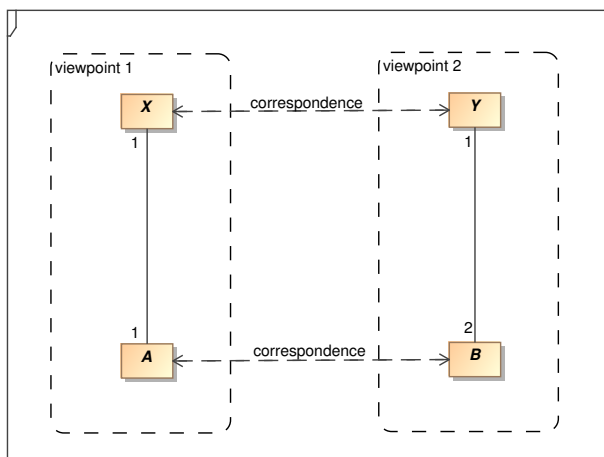 viewpoint 1
viewpoint 2
X
correspondence
Y
1
1
1
2
A
correspondence
B